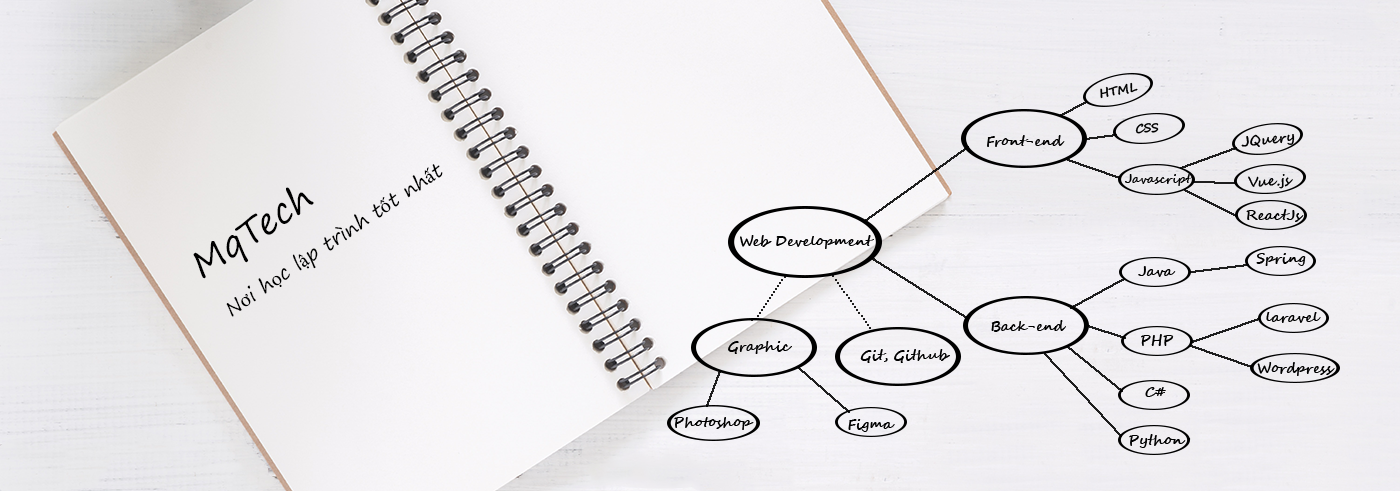 MqTech
Nơi học lập trình tốt nhất
Web Development
Front-end
HTML
CSS
Javascript
JQuery
Vue.js
ReactJs
Back-end
Java
Spring
PHP
laravel
Wordpress
C#
Python
Graphic
Photoshop
Figma
Git, Github